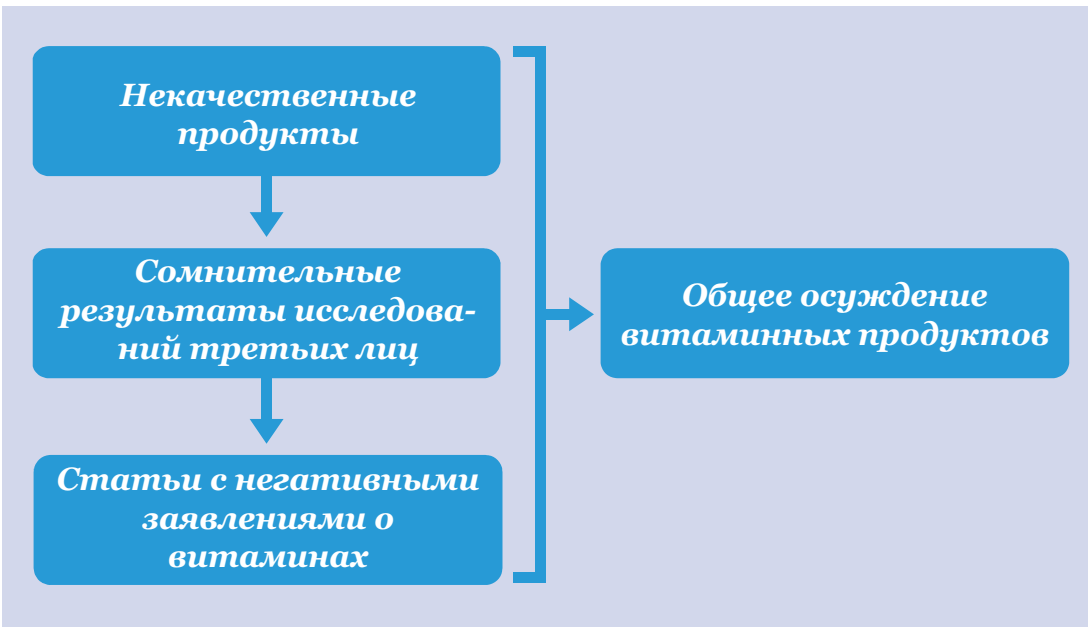 Некачественные
продукты
Сомнительные
результаты исследова-
ний третьих лиц
Статьи с негативными
заявлениями о
витаминах
Общее осуждение
витаминных продуктов